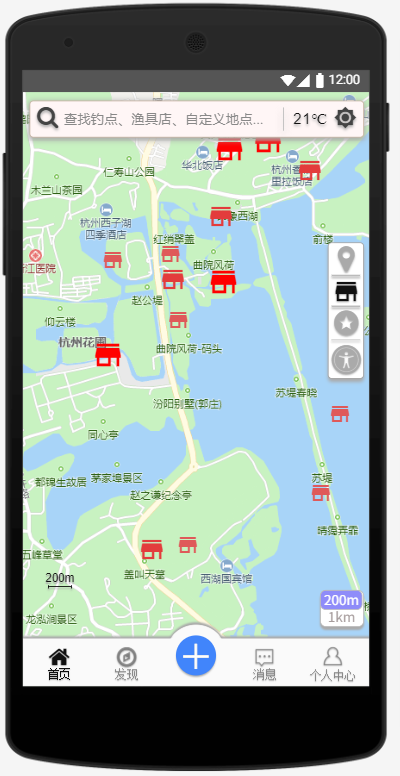 12:00
查找钓点、渔具店、自定义地点...
21℃
华北饭店
仁寿山公园
杭州香
里拉饭店
木兰山茶园
象西湖
杭州西子湖
四季酒店
红绡翠盖
前楼
曲院风荷
江医院
赵公堤
仰云楼
杭州花圃
曲院风荷-码头
苏堤春晓
汾阳别墅(郭庄)
同心亭
茅家埠景区
苏堤
都锦生故居
赵之谦纪念亭
晴偶弄霏
五峰草堂
盖叫天墓
西湖国宾馆
200m
200m
1km
龙泓涧景区
首页
发现
消息
个人中心